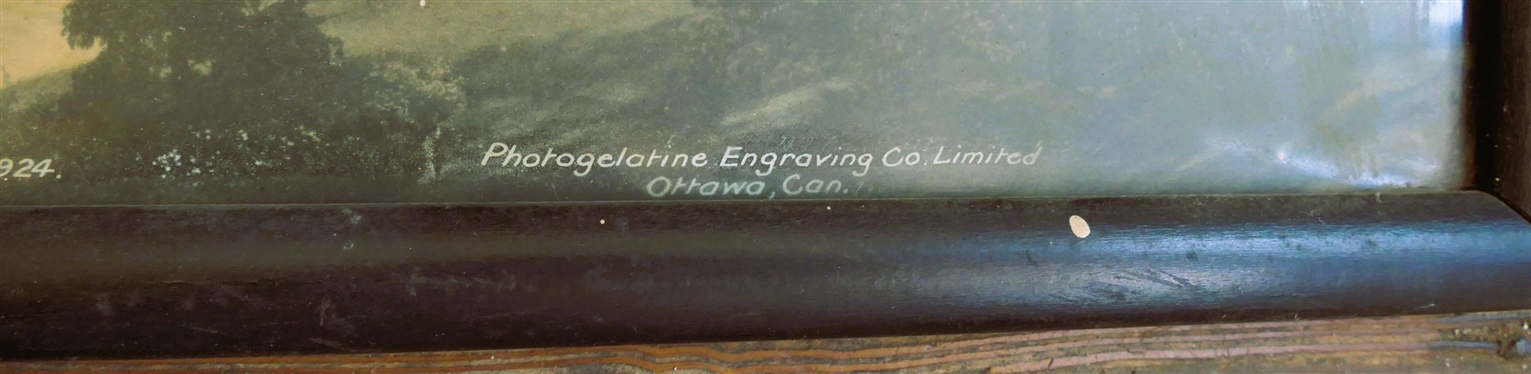 924.
Photogelatine Engraving Co. Limited
Ottawa, Can.